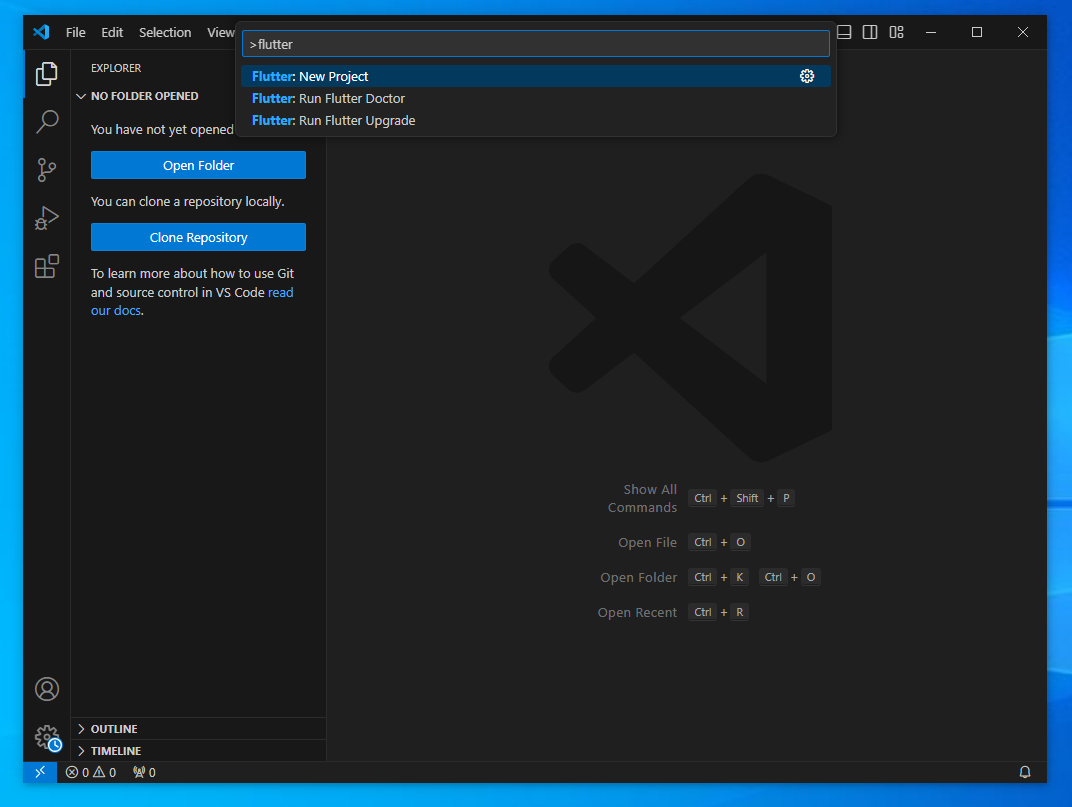 File Edit Selection View
>flutter
Flutter: New Project
Flutter: Run Flutter Doctor
Flutter: Run Flutter Upgrade
EXPLORER
NO FOLDER OPENED
You have not yet opened
Open Folder
You can clone a repository locally.
Clone Repository
To learn more about how to use Git
and source control in VS Code read
our docs.
Show All
Commands
Ctrl + Shift + P
Open File Ctrl + O
Open Folder Ctrl + K Ctrl + O
Open Recent Ctrl + R
OUTLINE
TIMELINE
0 0 0